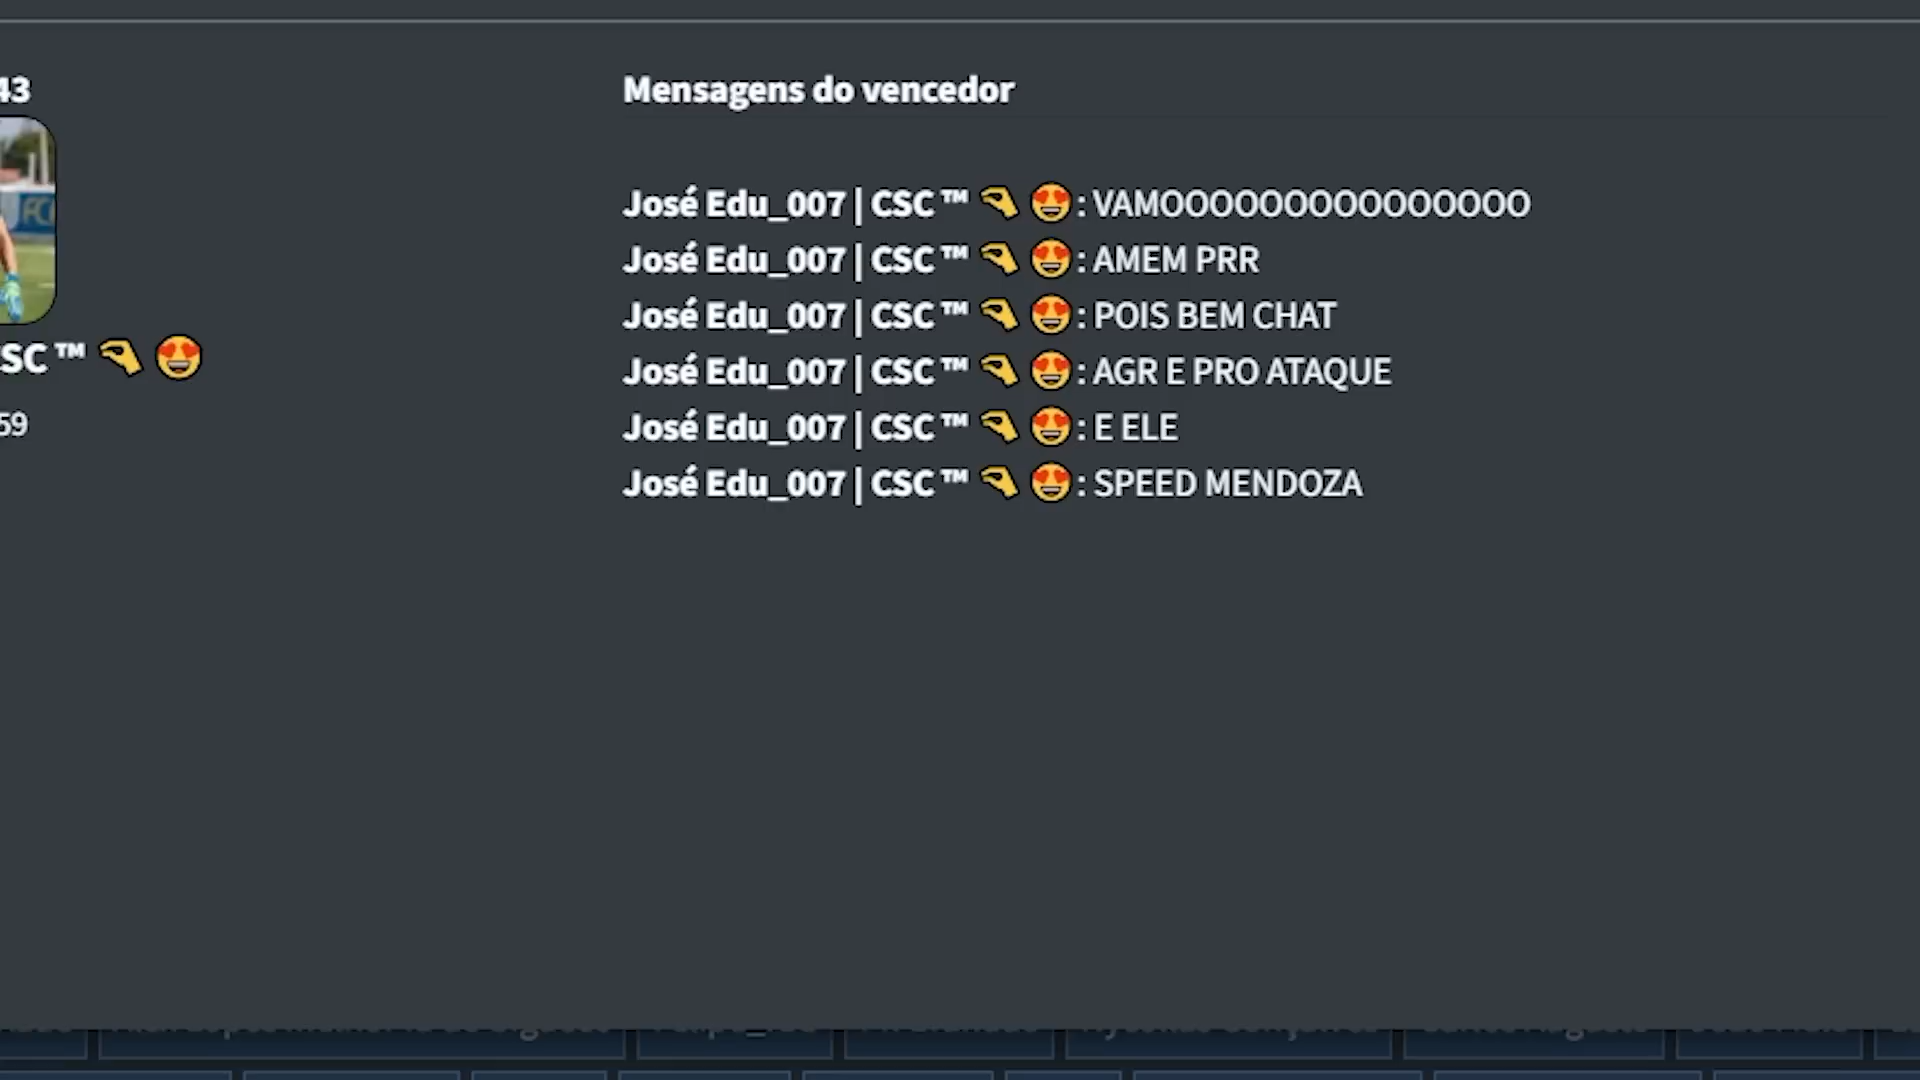 43
Mensagens do vencedor
FC
José Edu_007 | CSC ™ 🤏 😍 : VAMOOOOOOOOOOOOOOO
José Edu_007 | CSC ™ 🤏 😍 : AMEM PRR
José Edu_007 | CSC ™ 🤏 😍 : POIS BEM CHAT
SC ™ 🤏 😍
José Edu_007 | CSC ™ 🤏 😍 : AGR E PRO ATAQUE
59
José Edu_007 | CSC ™ 🤏 😍 : E ELE
José Edu_007 | CSC ™ 🤏 😍 : SPEED MENDOZA